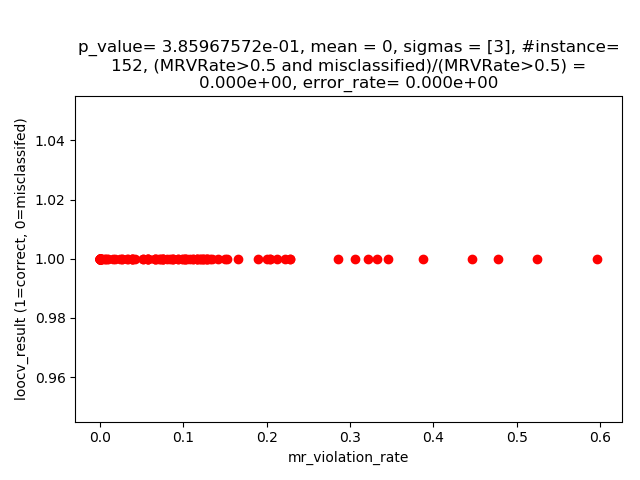 p_value= 3.85967572e-01, mean = 0, sigmas = [3], #instance=
152, (MRVRate>0.5 and misclassified)/(MRVRate>0.5) =
0.000e+00, error_rate= 0.000e+00
loocv_result (1=correct, 0=misclassifed)
1.04
1.02
1.00
0.98
0.96
0.0 0.1 0.2 0.3 0.4 0.5 0.6
mr_violation_rate